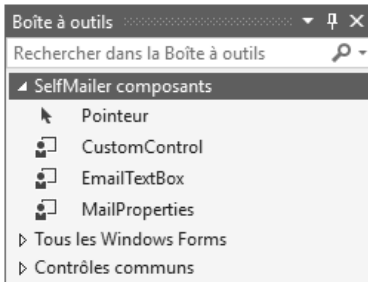 Boîte à outils
Rechercher dans la Boîte à outils
SelfMailer composants
Pointeur
CustomControl
EmailTextBox
MailProperties
Tous les Windows Forms
Contrôles communs